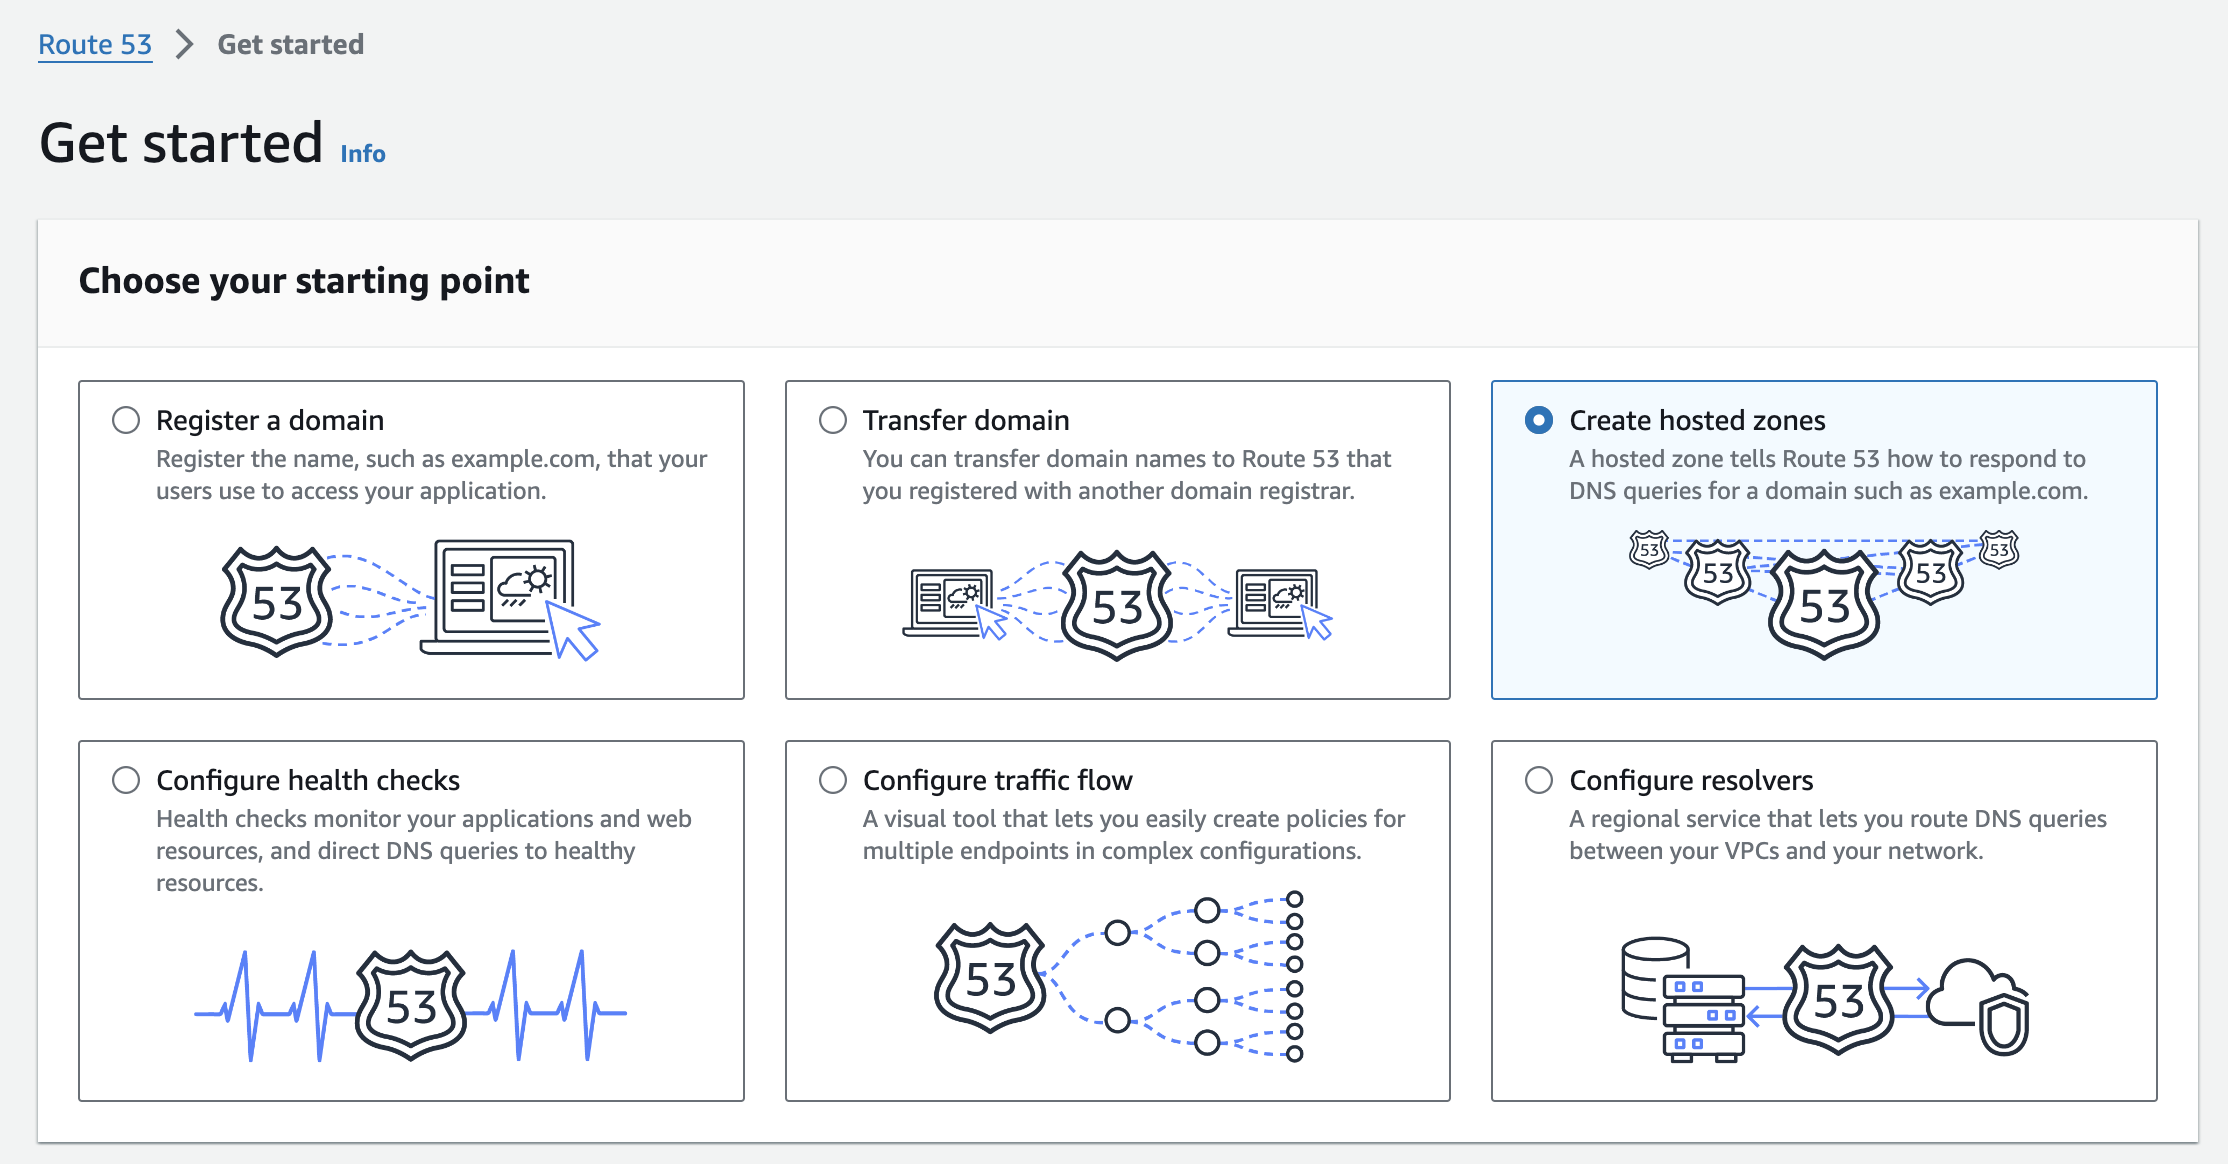 Route 53 > Get started
Get started Info
Choose your starting point
Register a domain
Register the name, such as example.com, that your
users use to access your application.
53
Transfer domain
You can transfer domain names to Route 53 that
you registered with another domain registrar.
53
Create hosted zones
A hosted zone tells Route 53 how to respond to
DNS queries for a domain such as example.com.
53 53 53 53 53
Configure health checks
Health checks monitor your applications and web
resources, and direct DNS queries to healthy
resources.
53
Configure traffic flow
A visual tool that lets you easily create policies for
multiple endpoints in complex configurations.
53
Configure resolvers
A regional service that lets you route DNS queries
between your VPCs and your network.
53